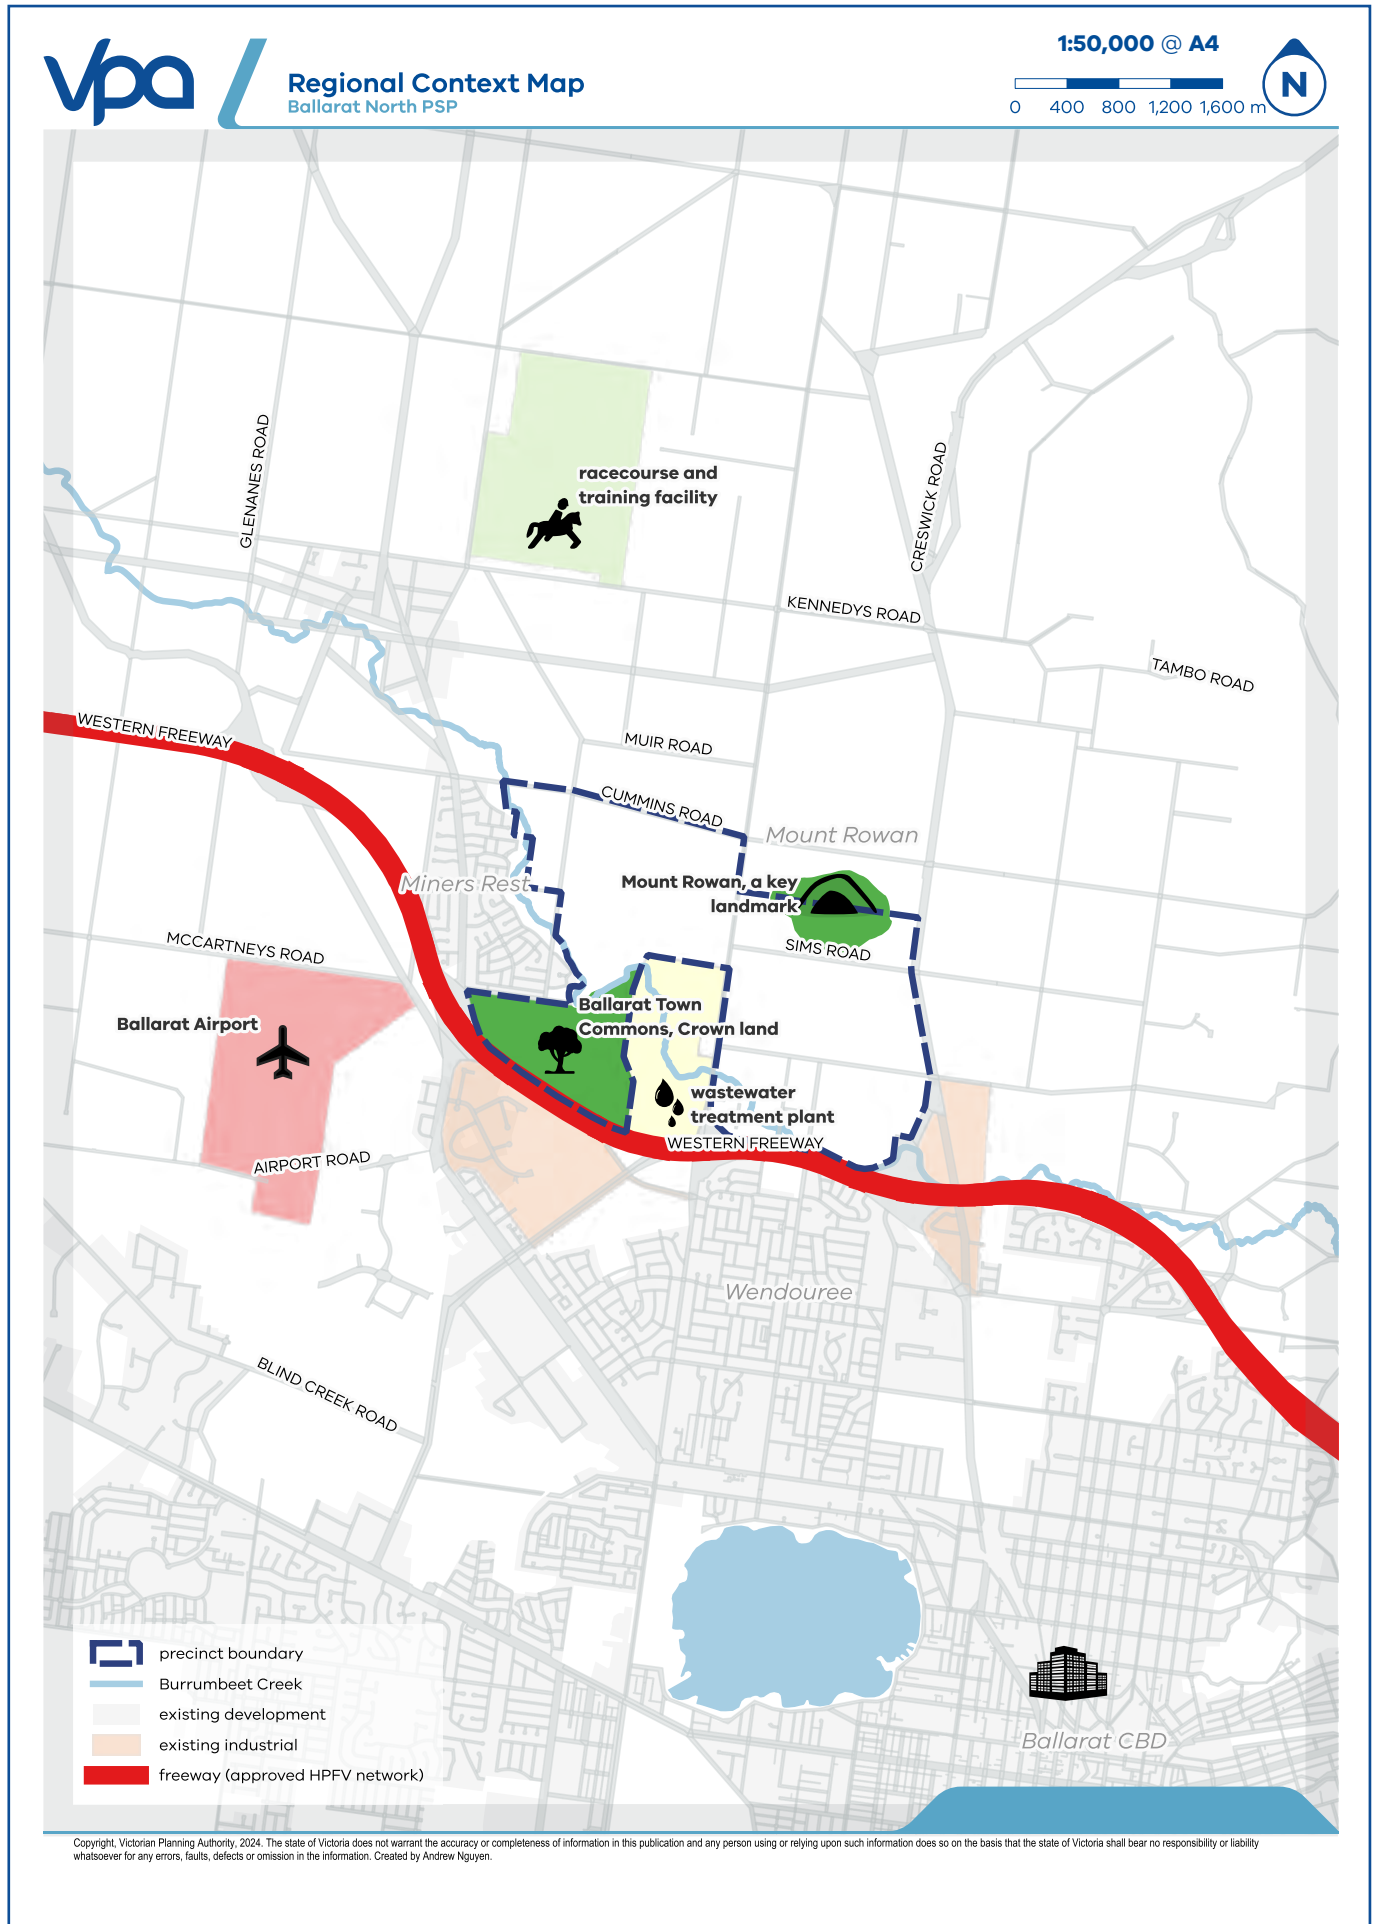 vpa
Regional Context Map
Ballarat North PSP
1:50,000 @ A4
0 400 800 1,200 1,600 m
N
GLENANES ROAD
racecourse and
training facility
CRESWICK ROAD
KENNEDYS ROAD
TAMBO ROAD
WESTERN FREEWAY
MUIR ROAD
CUMMINS ROAD
Mount Rowan
Miners Rest
Mount Rowan, a key
landmark
MCCARTNEYS ROAD
SIMS ROAD
Ballarat Airport
Ballarat Town
Commons, Crown land
wastewater
treatment plant
WESTERN FREEWAY
AIRPORT ROAD
Wendouree
BLIND CREEK ROAD
precinct boundary
Burrumbeet Creek
existing development
existing industrial
freeway (approved HPFV network)
Ballarat CBD
Copyright, Victorian Planning Authority, 2024. The state of Victoria does not warrant the accuracy or completeness of information in this publication and any person using or relying upon such information does so on the basis that the state of Victoria shall bear no responsibility or liability
whatsoever for any errors, faults, defects or omission in the information. Created by Andrew Nguyen.